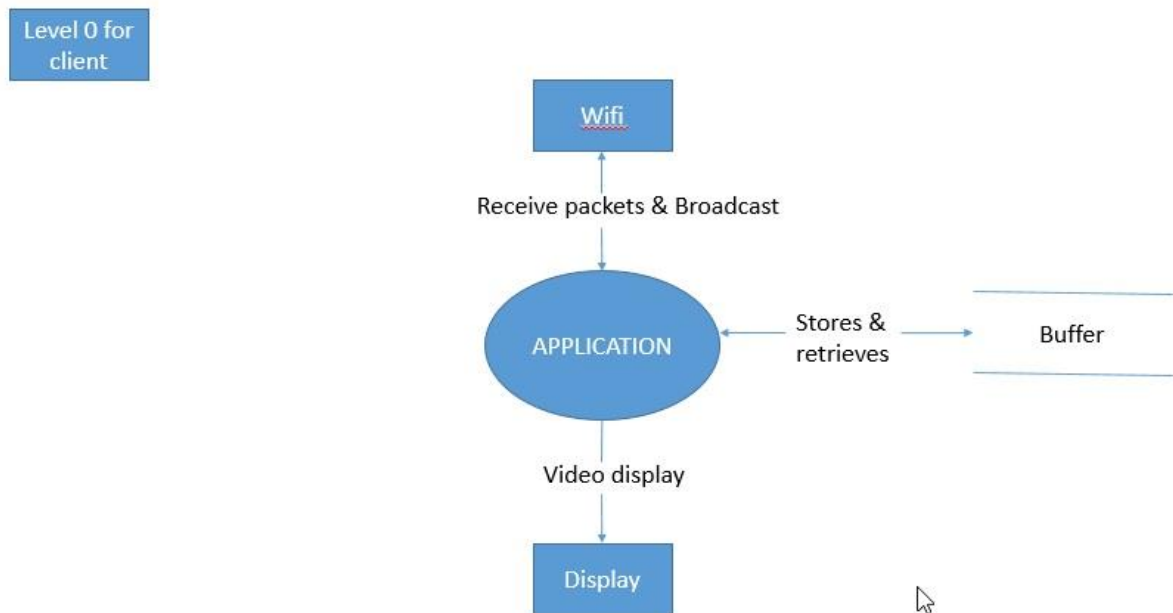 Level 0 for
client
Wifi
Receive packets & Broadcast
APPLICATION
Stores &
retrieves
Buffer
Video display
Display